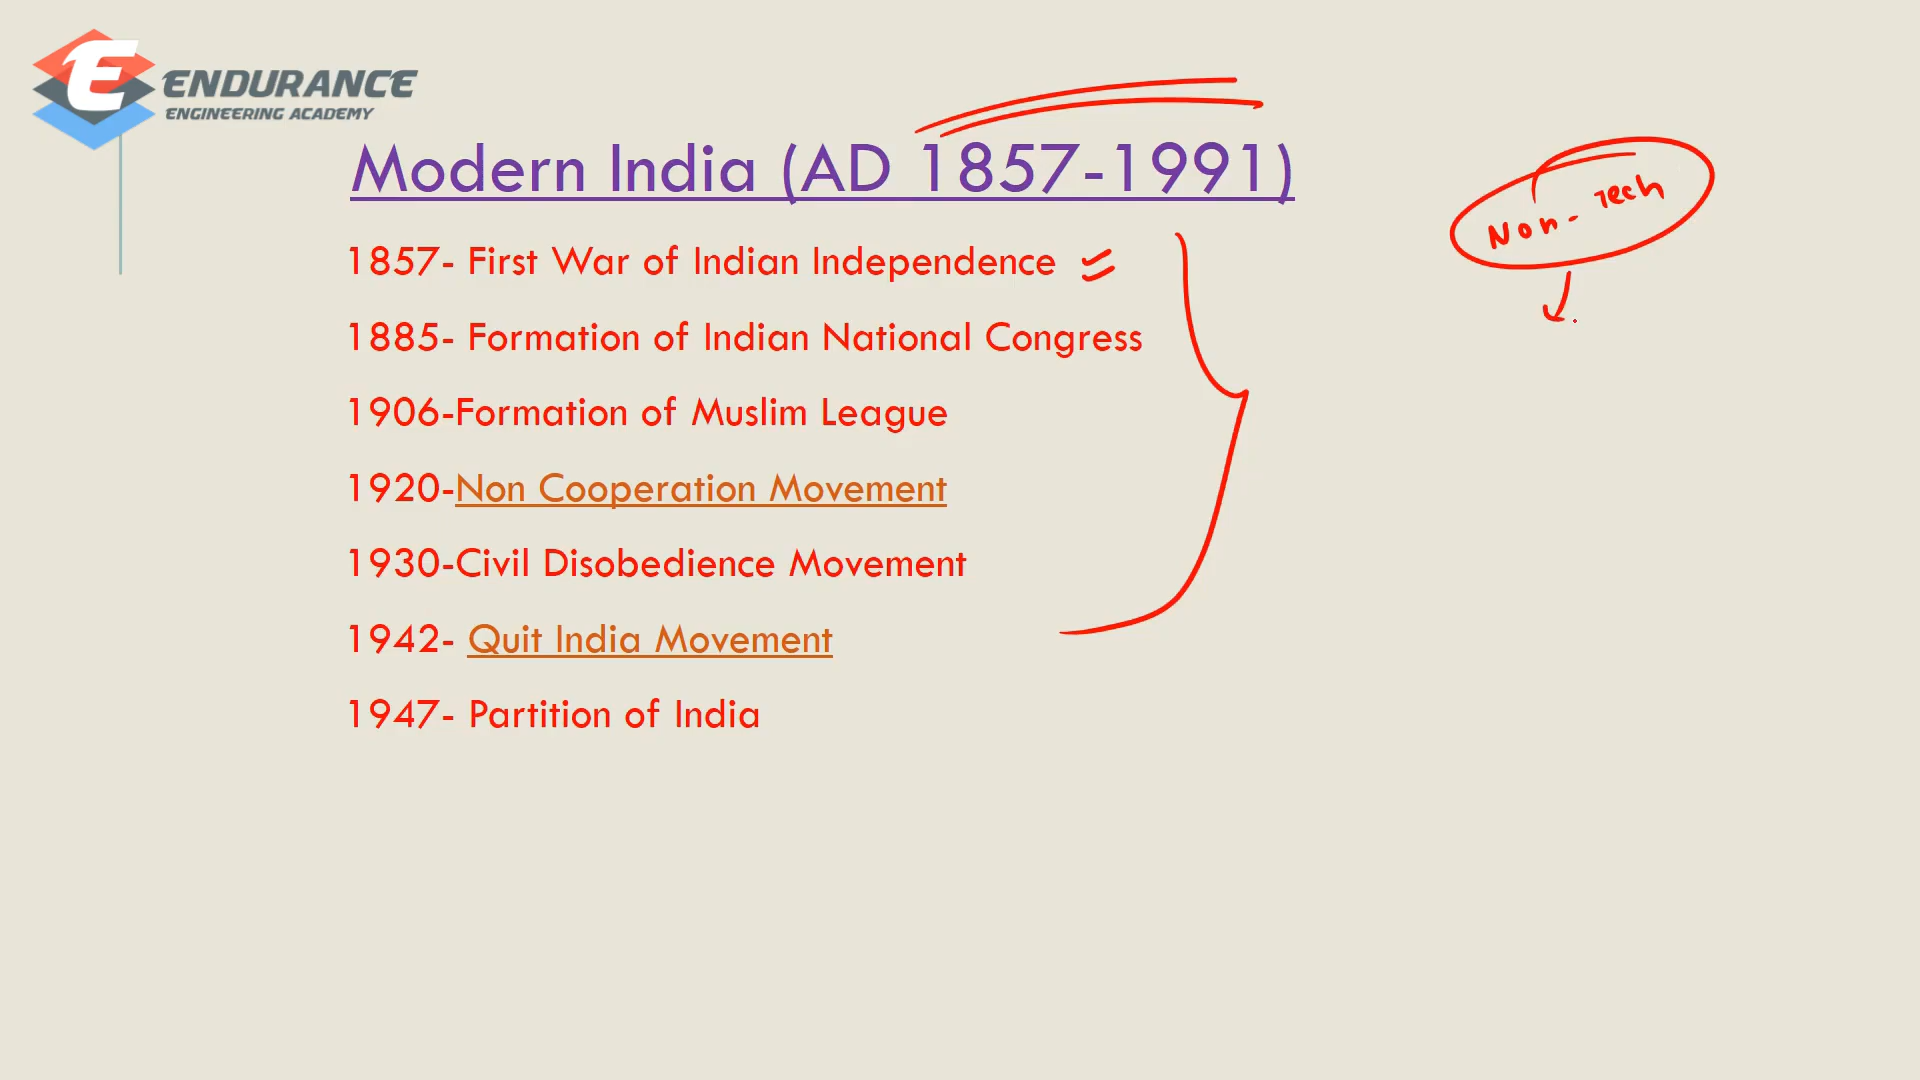 ENDURANCE
ENGINEERING ACADEMY
Modern India (AD 1857-1991)
Non-Tech
1857- First War of Indian Independence
1885- Formation of Indian National Congress
1906-Formation of Muslim League
1920-Non Cooperation Movement
1930-Civil Disobedience Movement
1942- Quit India Movement
1947- Partition of India